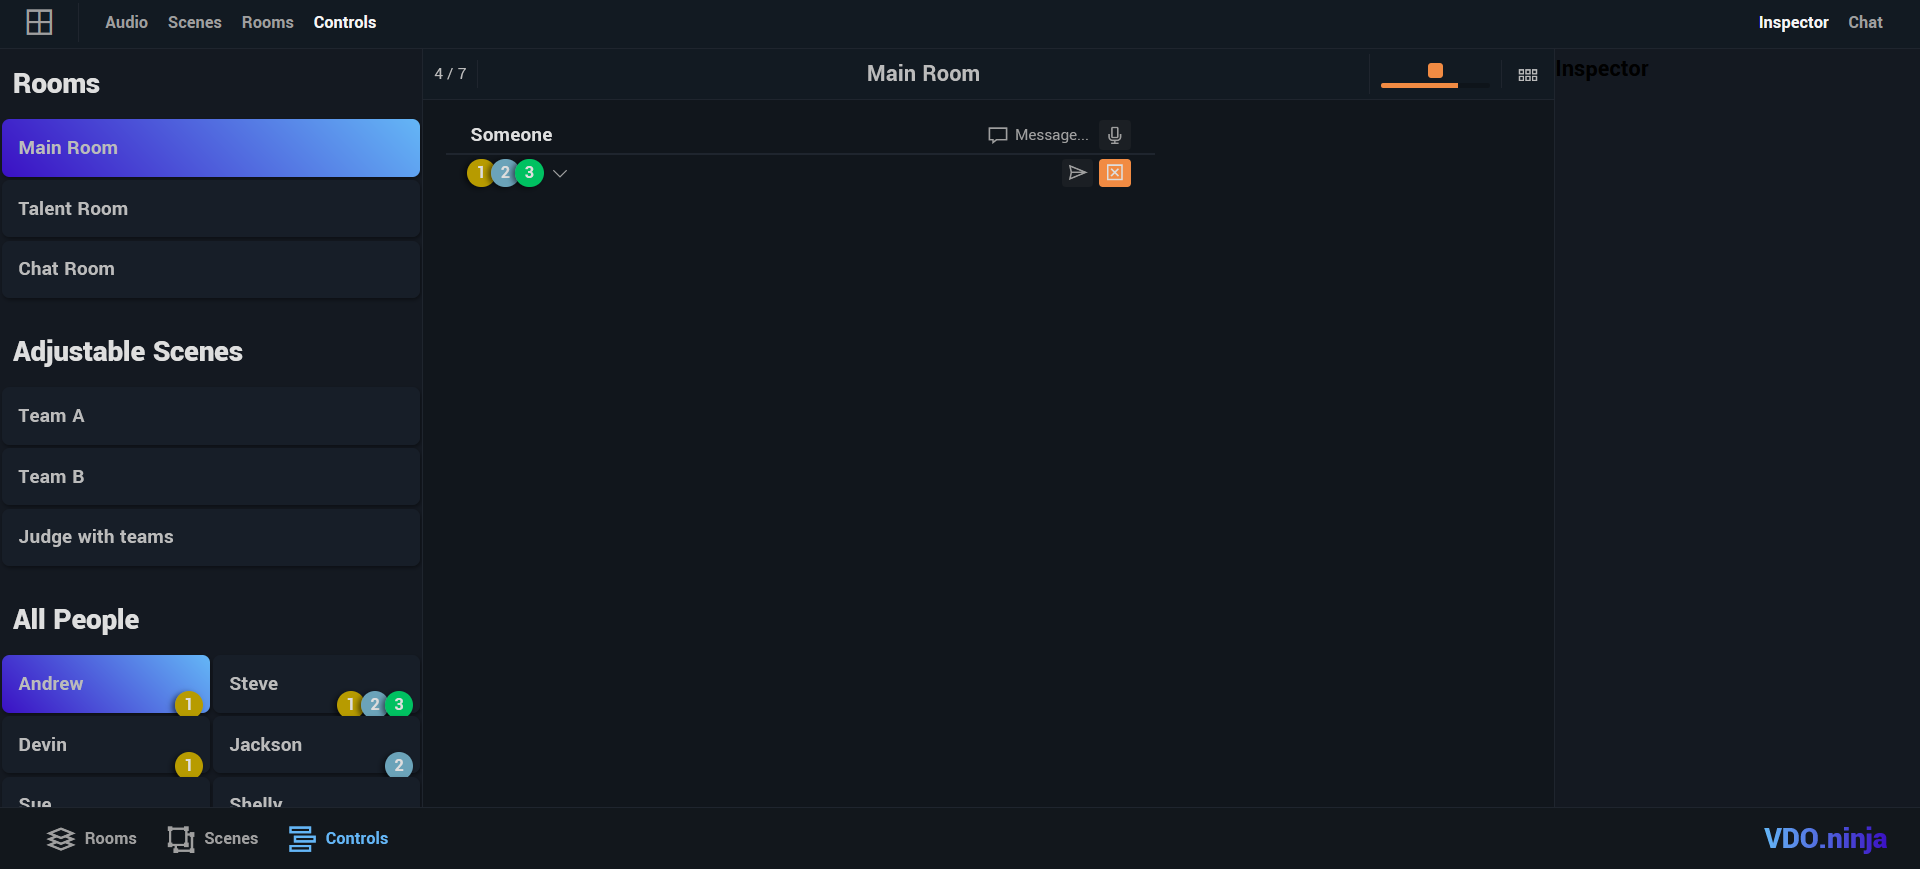 Audio Scenes Rooms Controls
Inspector Chat
Rooms
Main Room
Talent Room
Chat Room
Adjustable Scenes
Team A
Team B
Judge with teams
All People
Andrew
1
Steve
1 2 3
Devin
1
Jackson
2
Sue
Shelly
4 / 7
Main Room
Someone
Message...
1 2 3
Inspector
Rooms
Scenes
Controls
VDO.ninja